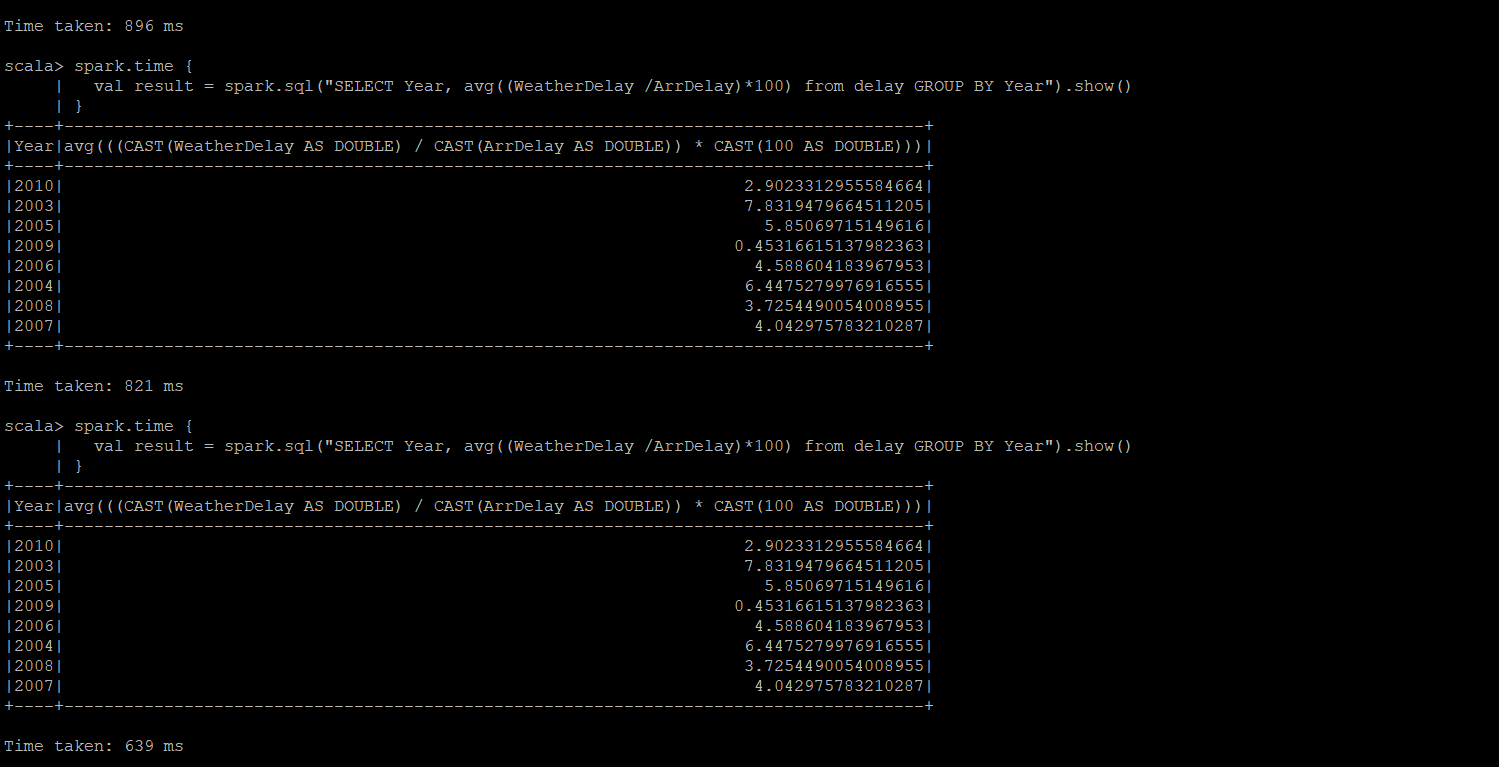 Time taken: 896 ms
scala> spark.time {
     |   val result = spark.sql("SELECT Year, avg((WeatherDelay /ArrDelay)*100) from delay GROUP BY Year").show()
     | }
+----+--------------------------------------------------------------------------------------+
|Year|avg(((CAST(WeatherDelay AS DOUBLE) / CAST(ArrDelay AS DOUBLE)) * CAST(100 AS DOUBLE)))|
+----+--------------------------------------------------------------------------------------+
|2010|                                                                    2.9023312955584664|
|2003|                                                                    7.8319479664511205|
|2005|                                                                      5.85069715149616|
|2009|                                                                   0.45316615137982363|
|2006|                                                                     4.588604183967953|
|2004|                                                                    6.4475279976916555|
|2008|                                                                    3.7254490054008955|
|2007|                                                                     4.042975783210287|
+----+--------------------------------------------------------------------------------------+
Time taken: 821 ms
scala> spark.time {
     |   val result = spark.sql("SELECT Year, avg((WeatherDelay /ArrDelay)*100) from delay GROUP BY Year").show()
     | }
+----+--------------------------------------------------------------------------------------+
|Year|avg(((CAST(WeatherDelay AS DOUBLE) / CAST(ArrDelay AS DOUBLE)) * CAST(100 AS DOUBLE)))|
+----+--------------------------------------------------------------------------------------+
|2010|                                                                    2.9023312955584664|
|2003|                                                                    7.8319479664511205|
|2005|                                                                      5.85069715149616|
|2009|                                                                   0.45316615137982363|
|2006|                                                                     4.588604183967953|
|2004|                                                                    6.4475279976916555|
|2008|                                                                    3.7254490054008955|
|2007|                                                                     4.042975783210287|
+----+--------------------------------------------------------------------------------------+
Time taken: 639 ms